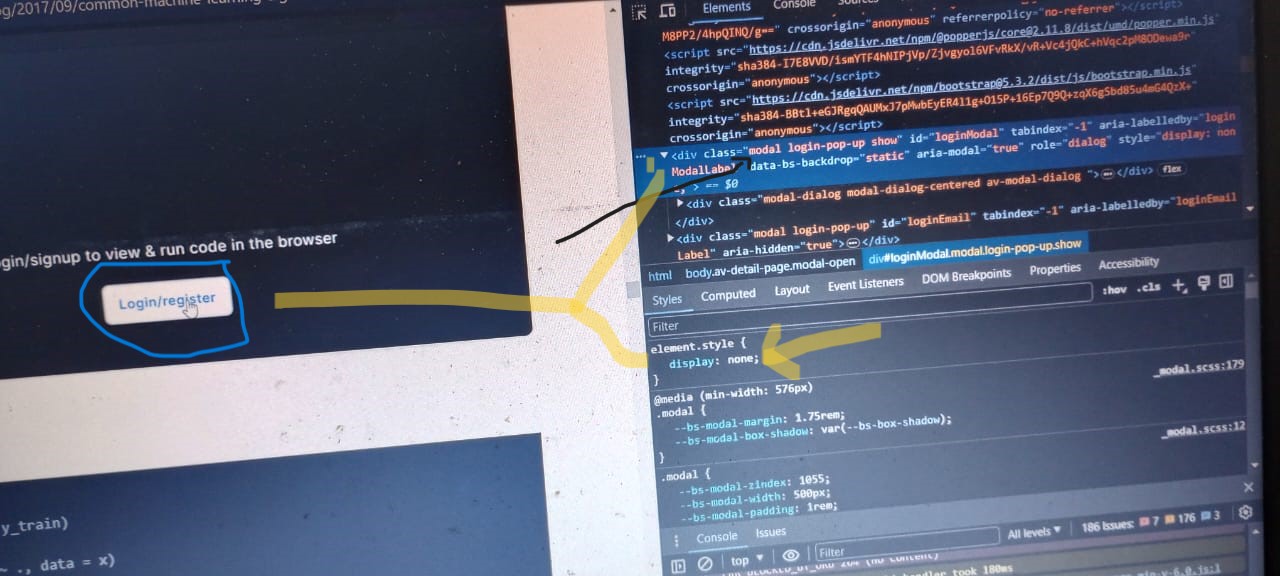 og/2017/09/common-machine-learning-
gin/signup to view & run code in the browser
Login/register
y_train)
~ ., data = x)
Elements
Console
M8PP2/4hpQINQ/g==" crossorigin="anonymous" referrerpolicy="no-referrer"></script>
<script src="https://cdn.jsdelivr.net/npm/@popperjs/core@2.11.8/dist/umd/popper.min.js"
integrity="sha384-I7E8VVD/ismYTF4hNIPjVp/Zjvgyol6VFvRkX/vR+Vc4jQkC+hVqc2pM8ODewa9r"
crossorigin="anonymous"></script>
<script src="https://cdn.jsdelivr.net/npm/bootstrap@5.3.2/dist/js/bootstrap.min.js"
integrity="sha384-BBtl+eGJRgqQAUMxJ7pMwbEyER4l1g+O15P+16Ep7Q9Q+zqX6gSbd85u4mG4QzX+"
crossorigin="anonymous"></script>
<div class="modal login-pop-up show" id="loginModal" tabindex="-1" aria-labelledby="login
ModalLabel" data-bs-backdrop="static" aria-modal="true" role="dialog" style="display: non
> == $0
<div class="modal-dialog modal-dialog-centered av-modal-dialog "> </div> flex
</div>
<div class="modal login-pop-up" id="loginEmail" tabindex="-1" aria-labelledby="loginEmail
Label" aria-hidden="true"> </div>
html body.av-detail-page.modal-open div#loginModal.modal.login-pop-up.show
Styles Computed Layout Event Listeners DOM Breakpoints Properties Accessibility
Filter :hov .cls
element.style {
display: none;
}
@media (min-width: 576px)
.modal { _modal.scss:179
--bs-modal-margin: 1.75rem;
--bs-modal-box-shadow: var(--bs-box-shadow);
}
.modal { _modal.scss:12
--bs-modal-zindex: 1055;
--bs-modal-width: 500px;
--bs-modal-padding: 1rem;
Console Issues
top Filter All levels 186 Issues: 7 176 3
handler took 180ms